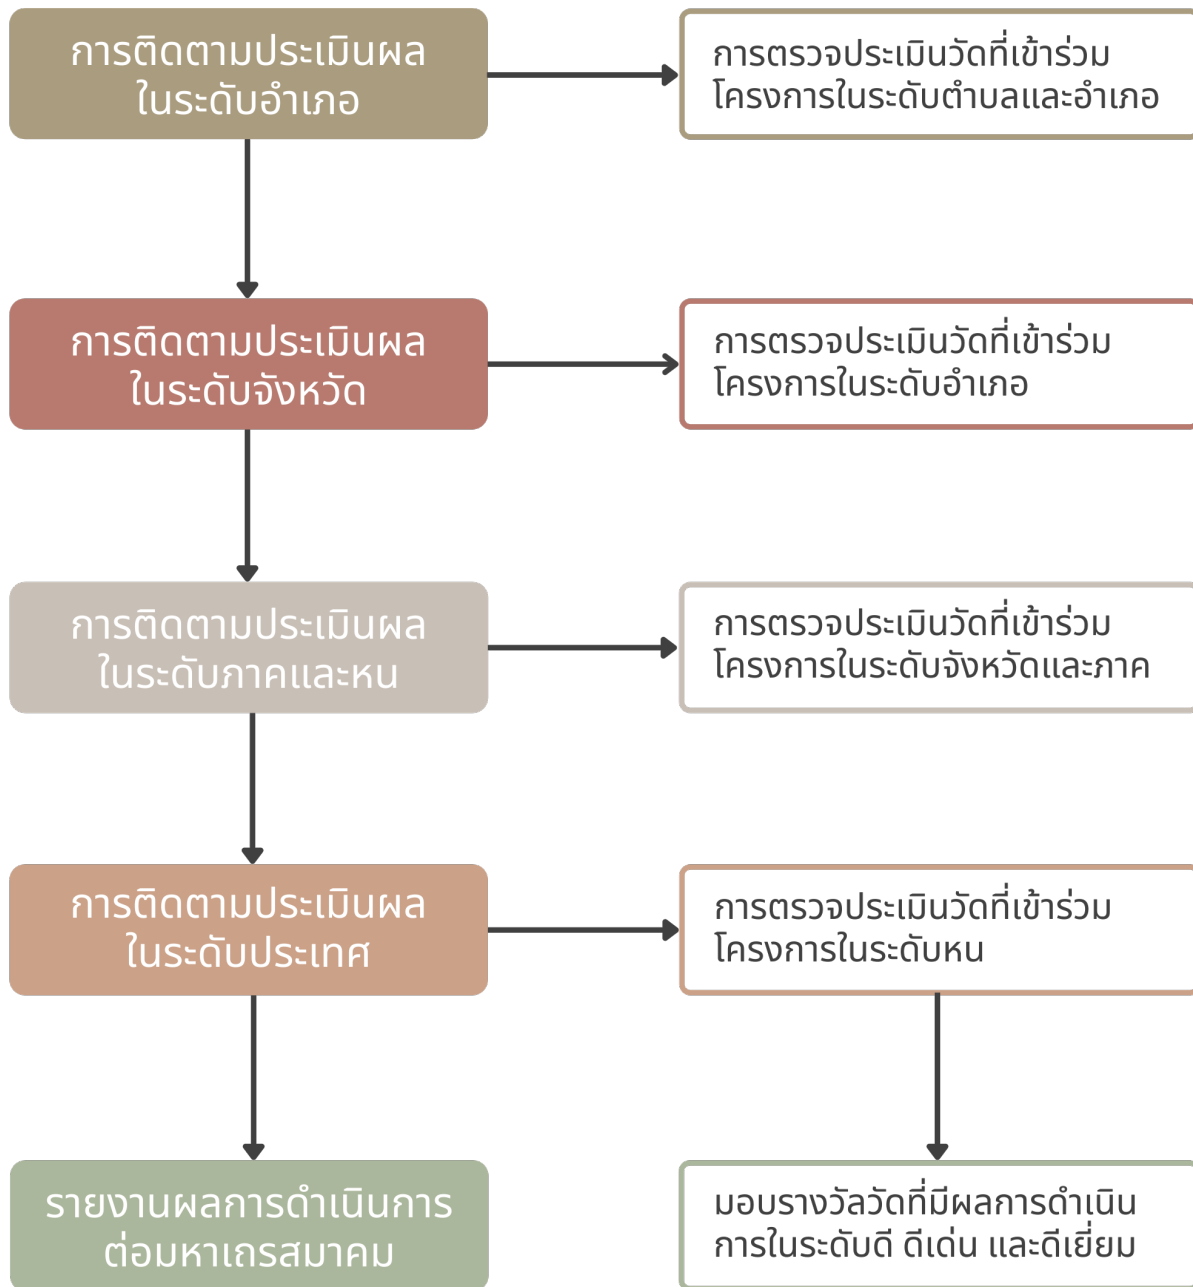 การติดตามประเมินผล
ในระดับอำเภอ
การตรวจประเมินวัดที่เข้าร่วม
โครงการในระดับตำบลและอำเภอ
การติดตามประเมินผล
ในระดับจังหวัด
การตรวจประเมินวัดที่เข้าร่วม
โครงการในระดับอำเภอ
การติดตามประเมินผล
ในระดับภาคและหน
การตรวจประเมินวัดที่เข้าร่วม
โครงการในระดับจังหวัดและภาค
การติดตามประเมินผล
ในระดับประเทศ
การตรวจประเมินวัดที่เข้าร่วม
โครงการในระดับหน
รายงานผลการดำเนินการ
ต่อมหาเถรสมาคม
มอบรางวัลวัดที่มีผลการดำเนิน
การในระดับดี ดีเด่น และดีเยี่ยม